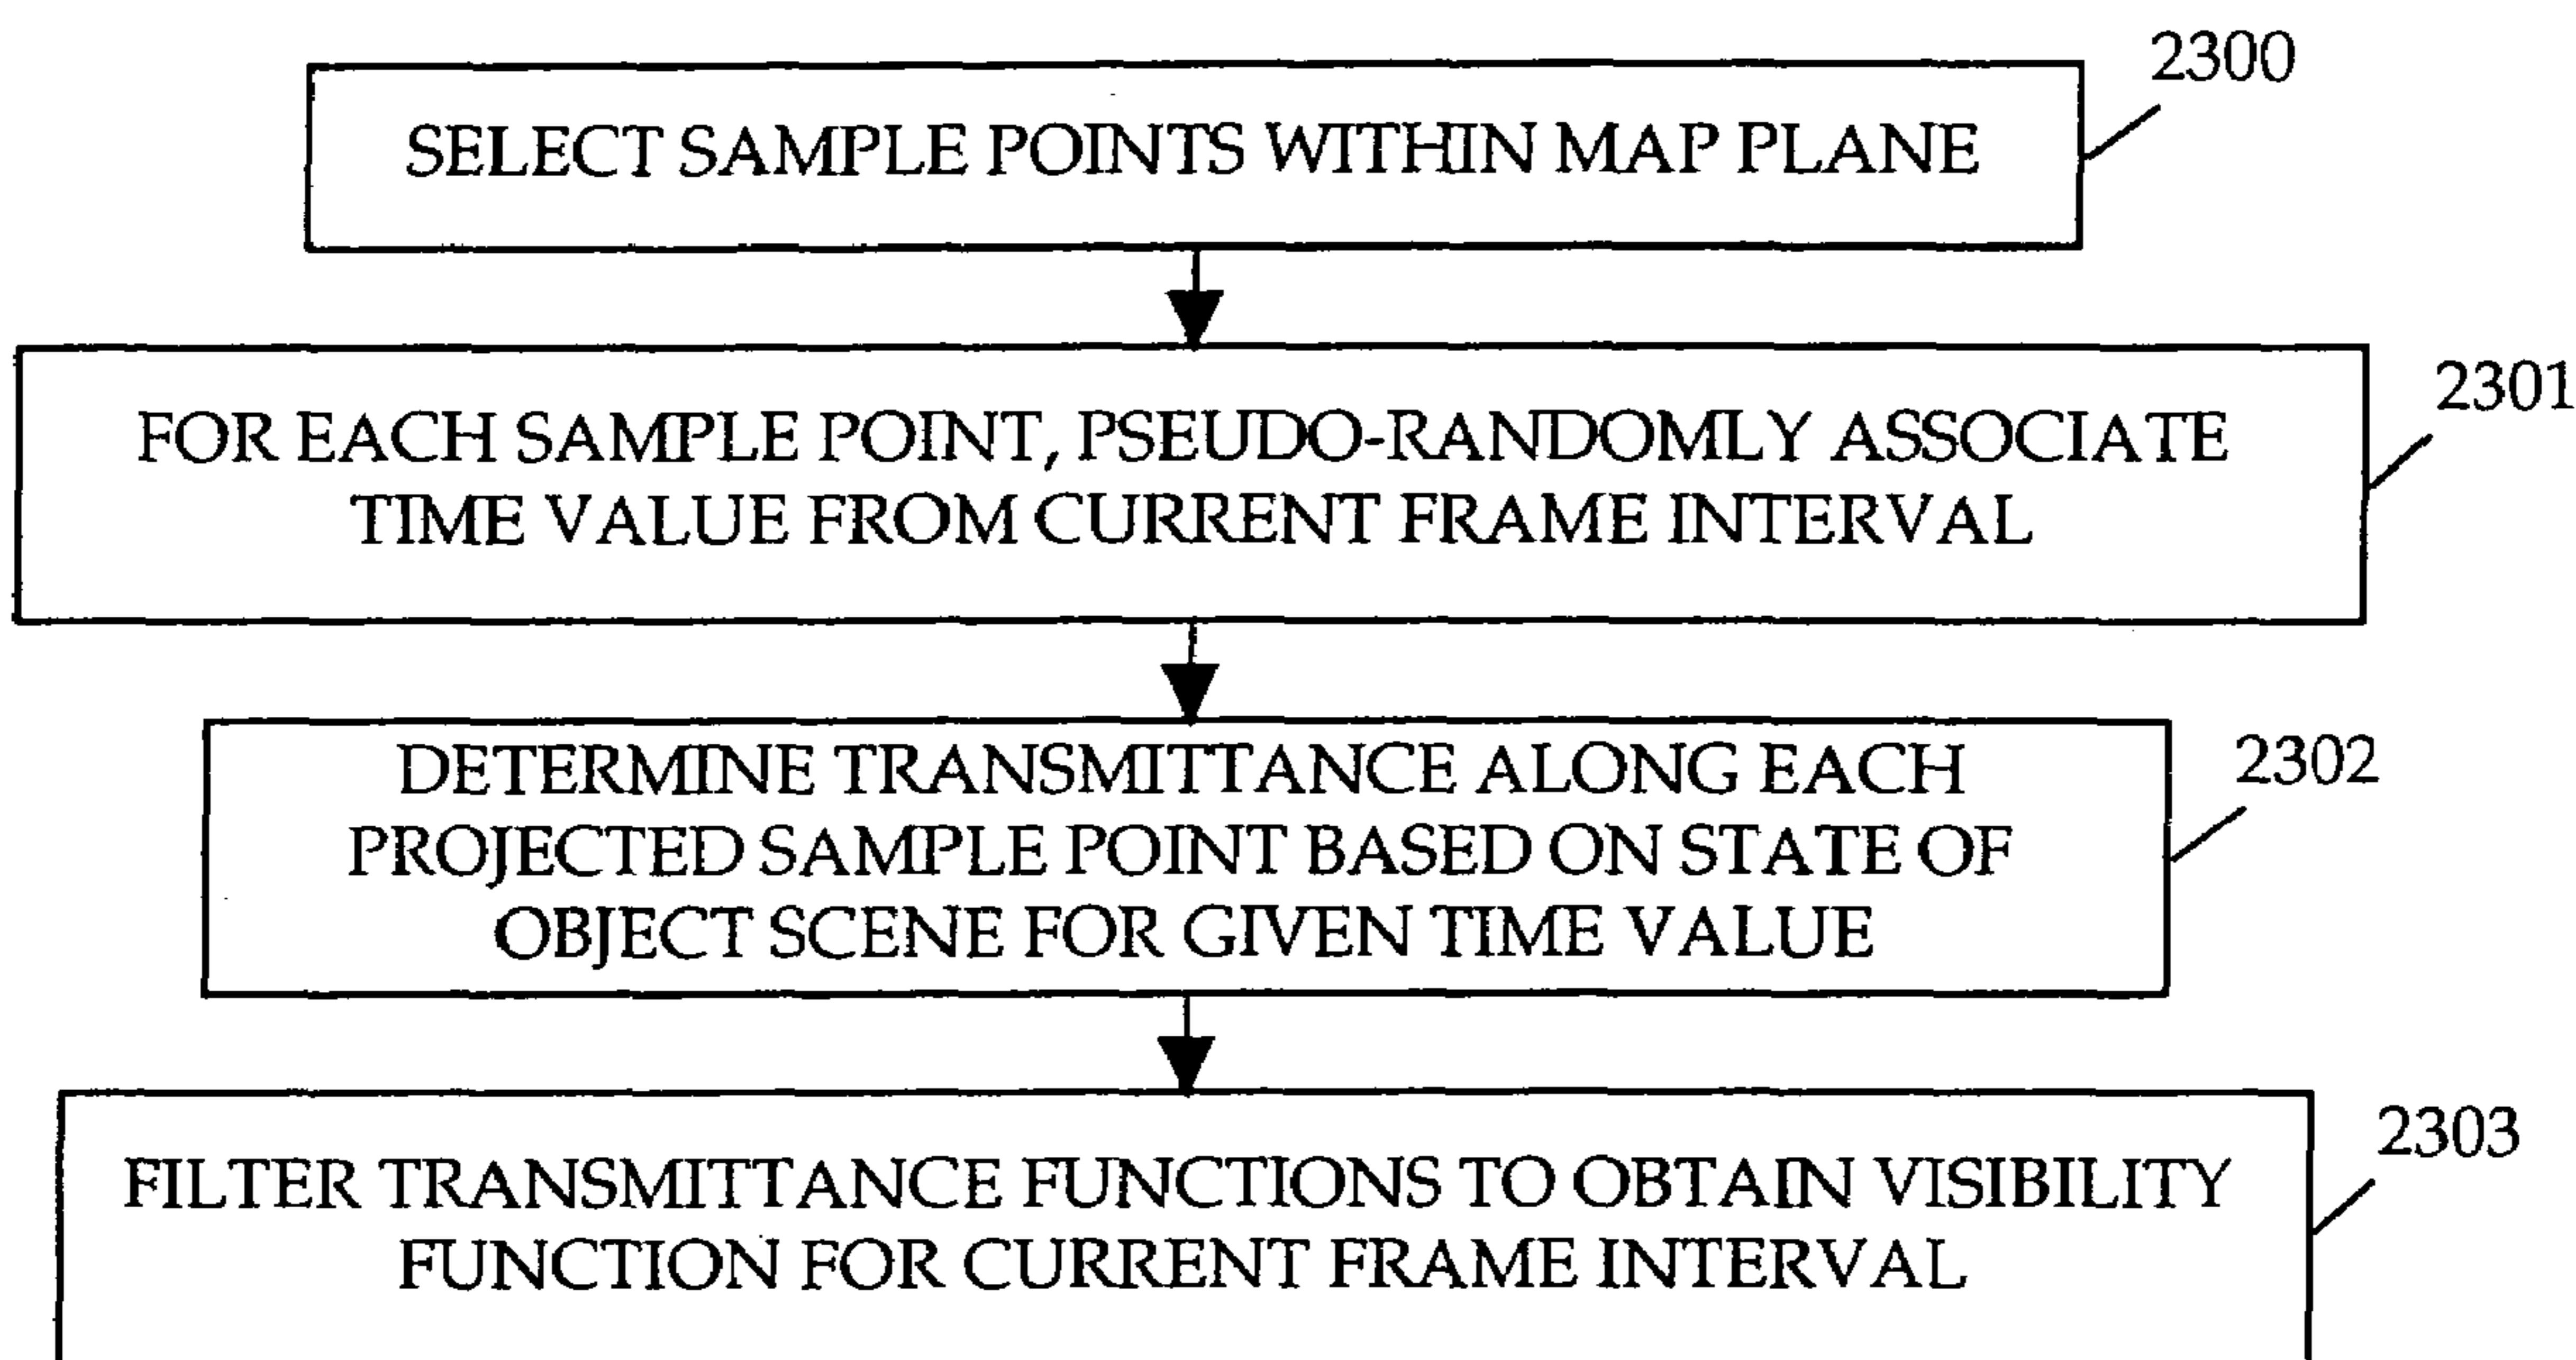 2300
SELECT SAMPLE POINTS WITHIN MAP PLANE
2301
FOR EACH SAMPLE POINT, PSEUDO-RANDOMLY ASSOCIATE
TIME VALUE FROM CURRENT FRAME INTERVAL
2302
DETERMINE TRANSMITTANCE ALONG EACH
PROJECTED SAMPLE POINT BASED ON STATE OF
OBJECT SCENE FOR GIVEN TIME VALUE
2303
FILTER TRANSMITTANCE FUNCTIONS TO OBTAIN VISIBILITY
FUNCTION FOR CURRENT FRAME INTERVAL